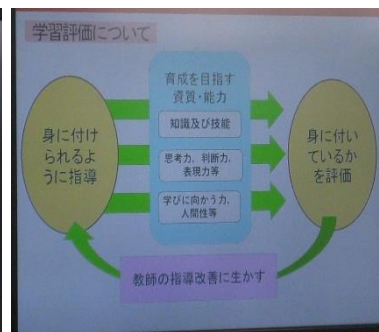 学習評価について
育成を目指す
資質・能力
知識及び技能
思考力、判断力、
表現力等
学びに向かう力、
人間性等
身に付け
られるよ
うに指導
身に付い
ているか
を評価
教師の指導改善に生かす